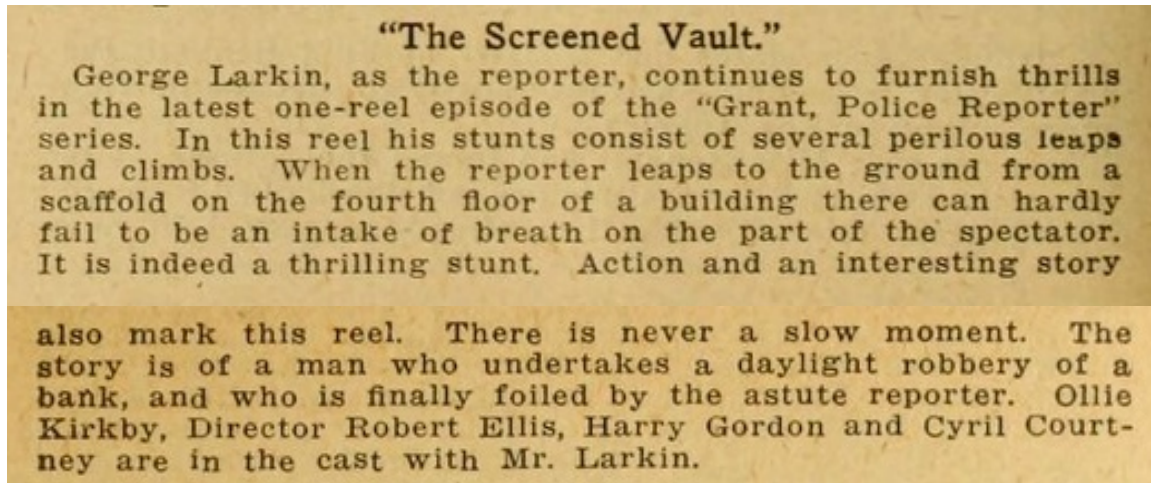 “The Screened Vault.”
George Larkin, as the reporter, continues to furnish thrills
in the latest one-reel episode of the “Grant, Police Reporter”
series. In this reel his stunts consist of several perilous leaps
and climbs. When the reporter leaps to the ground from a
scaffold on the fourth floor of a building there can hardly
fail to be an intake of breath on the part of the spectator.
It is indeed a thrilling stunt. Action and an interesting story
also mark this reel. There is never a slow moment. The
story is of a man who undertakes a daylight robbery of a
bank, and who is finally foiled by the astute reporter. Ollie
Kirkby, Director Robert Ellis, Harry Gordon and Cyril Court-
ney are in the cast with Mr. Larkin.